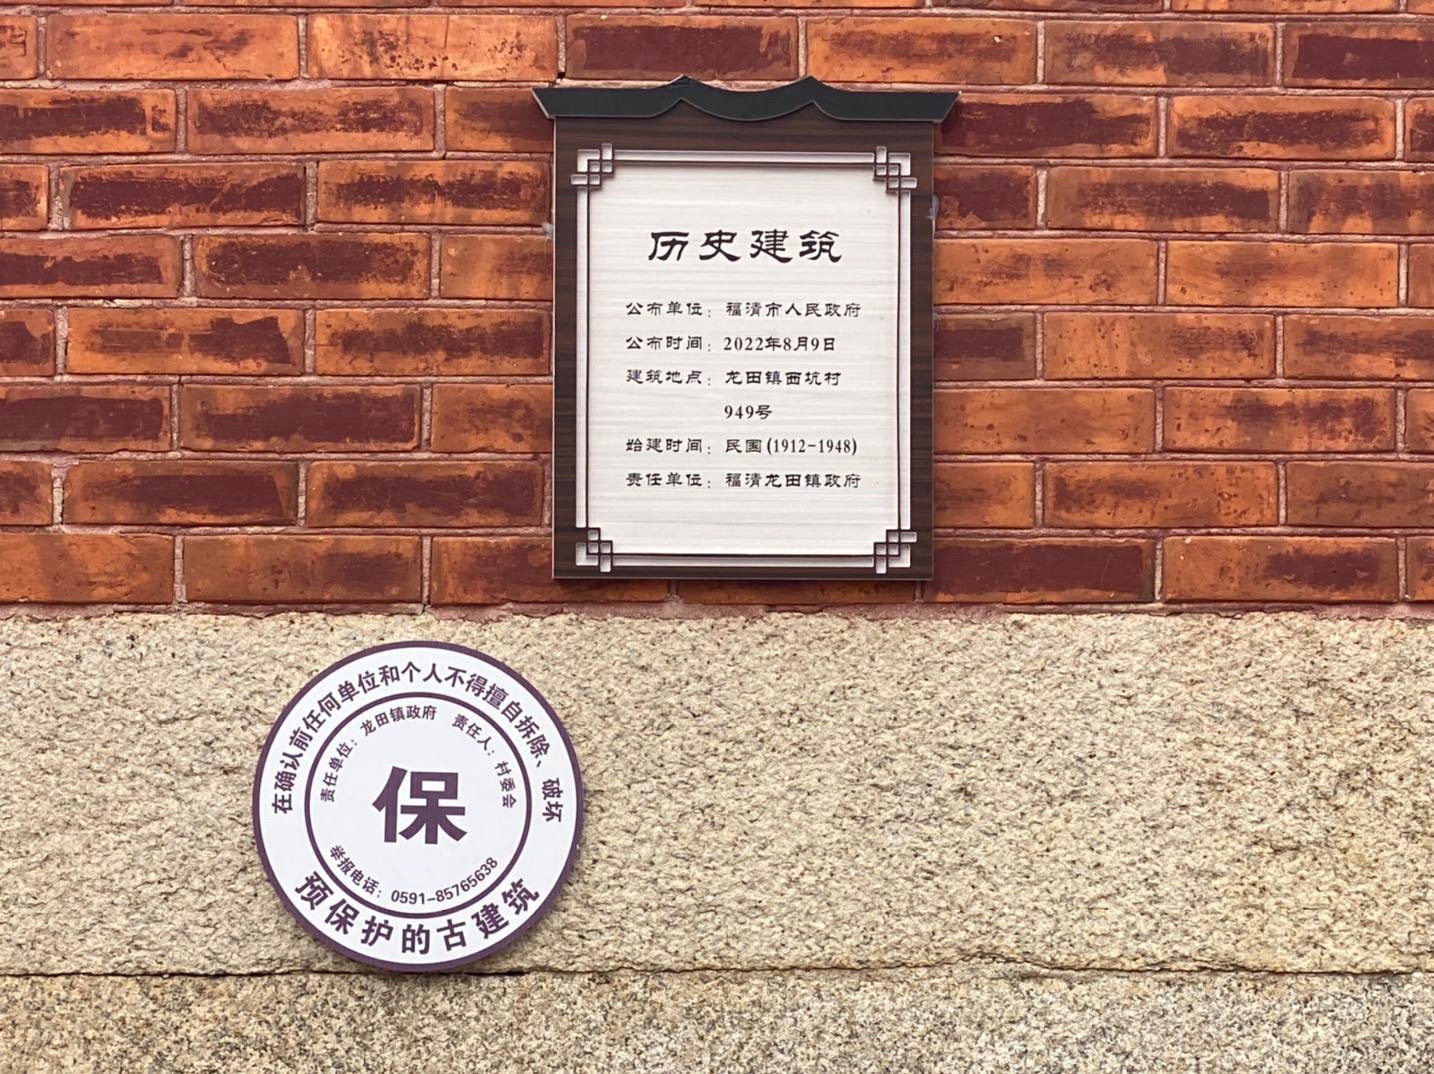 历史建筑
公布单位：福清市人民政府
公布时间：2022年8月9日
建筑地点：龙田镇西坑村
949号
始建时间：民国(1912-1948)
责任单位：福清龙田镇政府
在确认前任何单位和个人不得擅自拆除、破坏
责任单位：龙田镇政府 责任人：村委会
保
举报电话：0591-85765638
预保护的古建筑